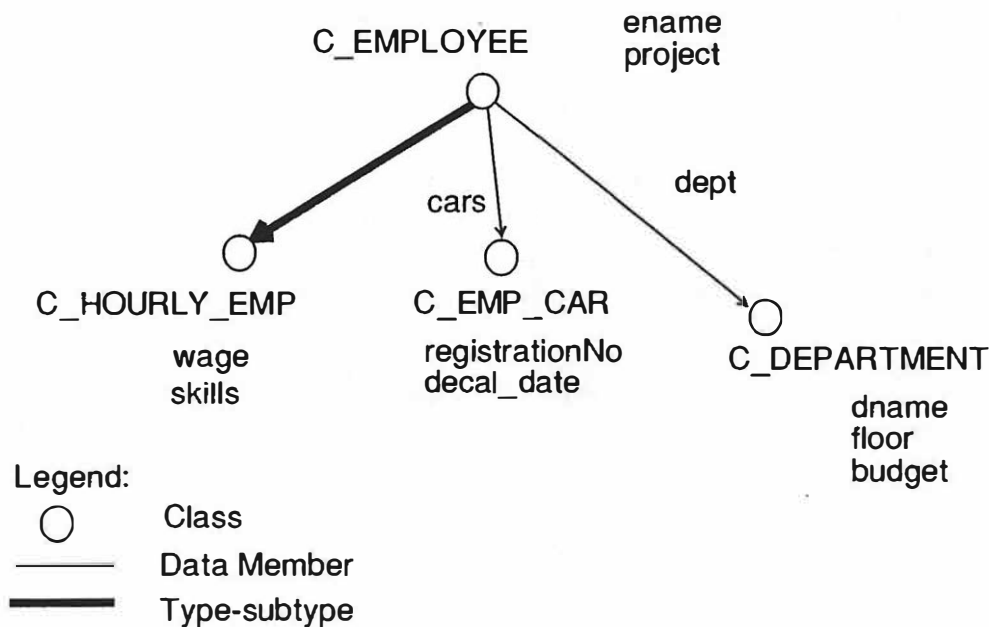 C_EMPLOYEE
ename
project
cars
dept
C_HOURLY_EMP
wage
skills
C_EMP_CAR
registrationNo
decal_date
C_DEPARTMENT
dname
floor
budget
Legend:
Class
Data Member
Type-subtype